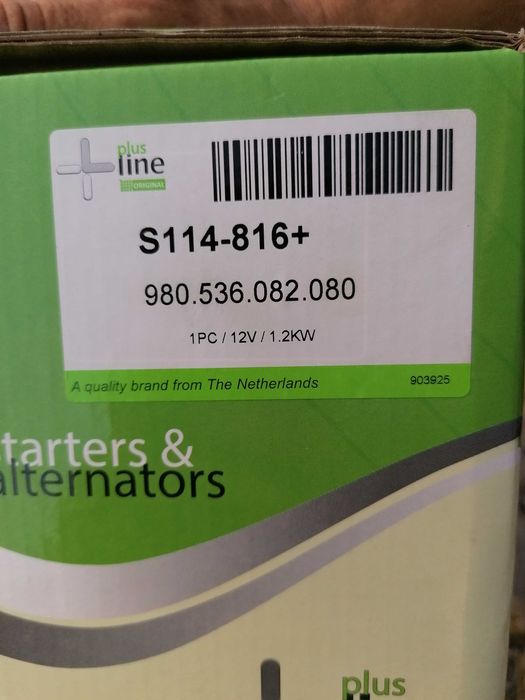 plus
line
ORIGINAL
S114-816+
980.536.082.080
1PC / 12V / 1.2KW
A quality brand from The Netherlands
903925
tarters &
alternators
plus